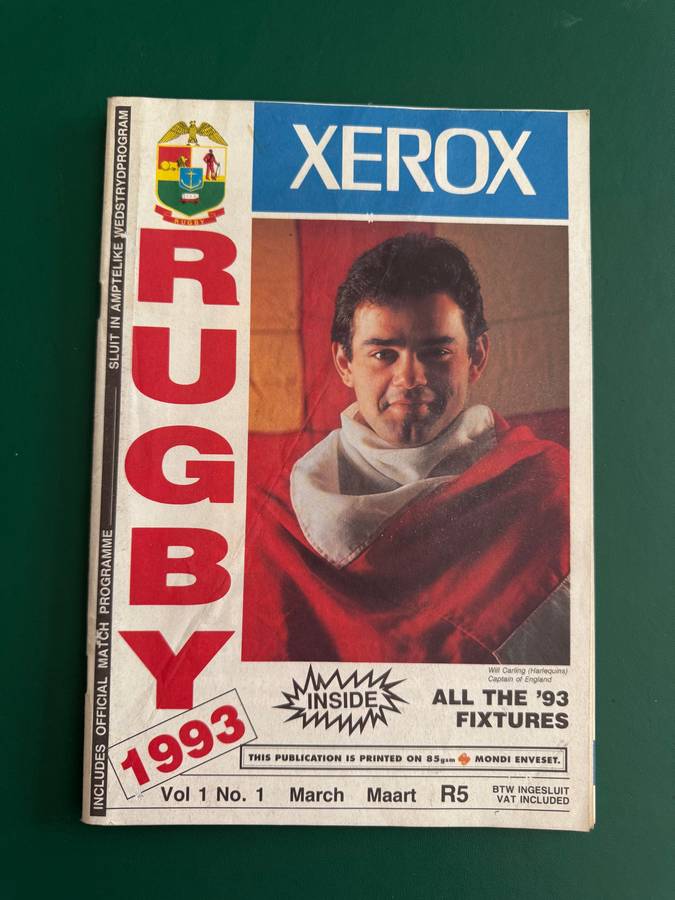 XEROX
RUGBY
RUGBY
1993
SLUIT IN AMPTELIKE WEDSTRYDPROGRAM
INCLUDES OFFICIAL MATCH PROGRAMME
Will Carling (Harlequins)
Captain of England
INSIDE
ALL THE '93
FIXTURES
THIS PUBLICATION IS PRINTED ON 85gsm MONDI ENVESET.
Vol 1 No. 1 March Maart R5
BTW INGESLUIT
VAT INCLUDED